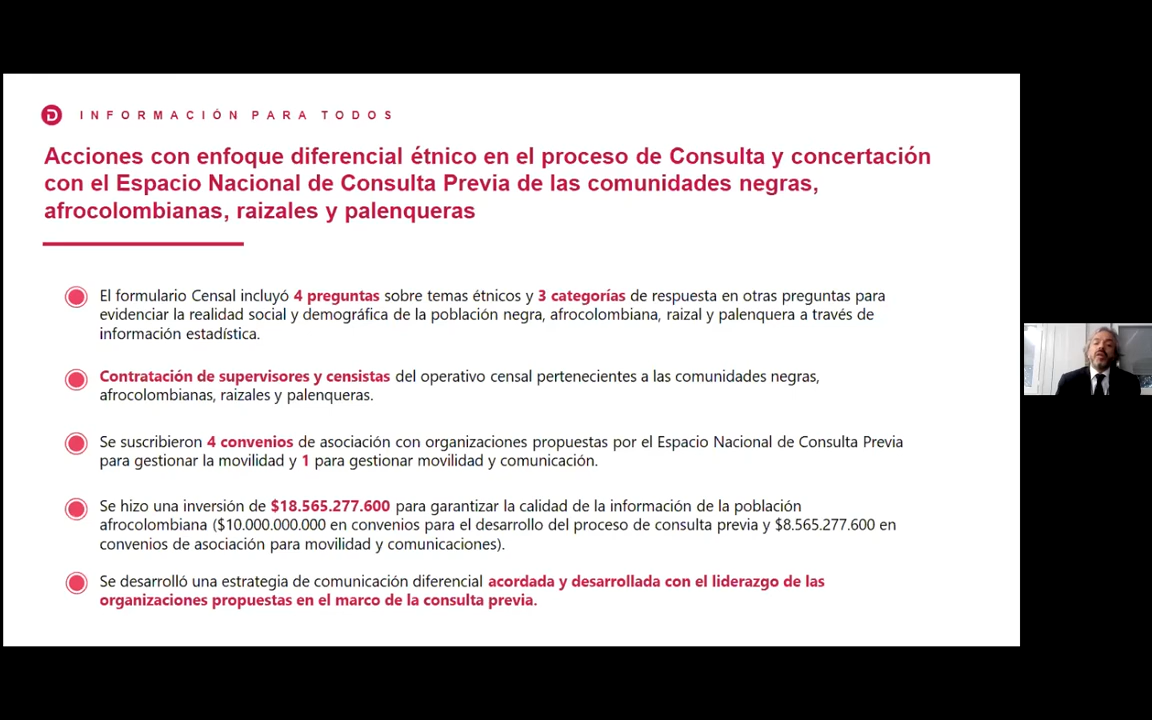 INFORMACIÓN PARA TODOS
Acciones con enfoque diferencial étnico en el proceso de Consulta y concertación
con el Espacio Nacional de Consulta Previa de las comunidades negras,
afrocolombianas, raizales y palenqueras
El formulario Censal incluyó 4 preguntas sobre temas étnicos y 3 categorías de respuesta en otras preguntas para
evidenciar la realidad social y demográfica de la población negra, afrocolombiana, raizal y palenquera a través de
información estadística.
Contratación de supervisores y censistas del operativo censal pertenecientes a las comunidades negras,
afrocolombianas, raizales y palenqueras.
Se suscribieron 4 convenios de asociación con organizaciones propuestas por el Espacio Nacional de Consulta Previa
para gestionar la movilidad y 1 para gestionar movilidad y comunicación.
Se hizo una inversión de $18.565.277.600 para garantizar la calidad de la información de la población
afrocolombiana ($10.000.000.000 en convenios para el desarrollo del proceso de consulta previa y $8.565.277.600 en
convenios de asociación para movilidad y comunicaciones).
Se desarrolló una estrategia de comunicación diferencial acordada y desarrollada con el liderazgo de las
organizaciones propuestas en el marco de la consulta previa.